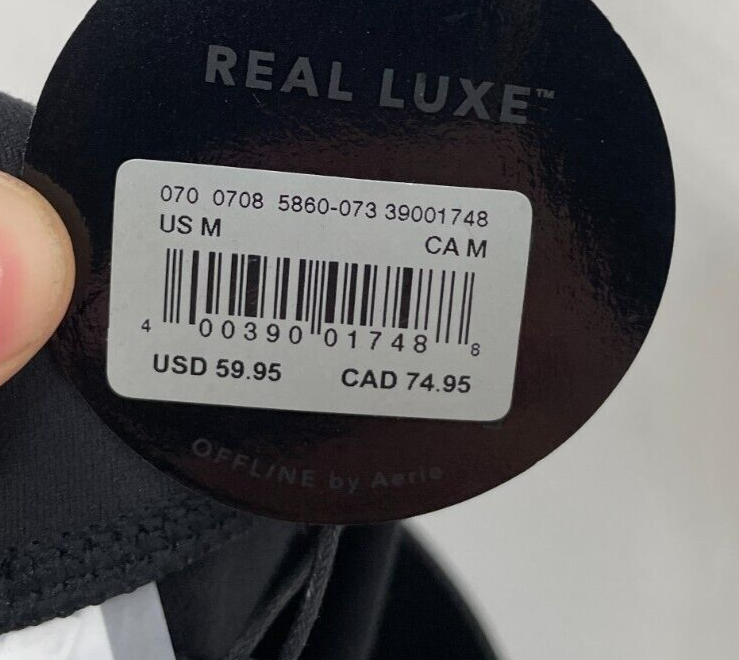 REAL LUXE™
070 0708 5860-073 39001748
US M
CA M
4 00390 01748 8
USD 59.95 CAD 74.95
OFFLINE by Aerie